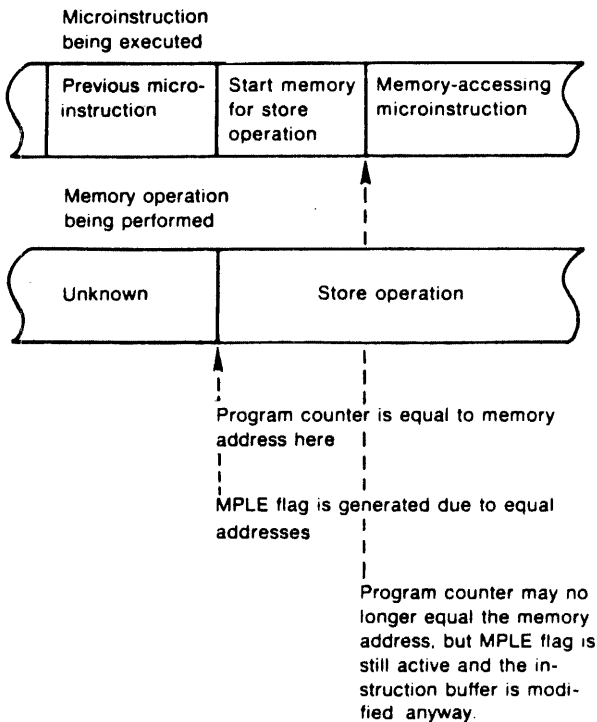 Microinstruction
being executed
Previous micro-
instruction
Start memory
for store
operation
Memory-accessing
microinstruction
Memory operation
being performed
Unknown
Store operation
Program counter is equal to memory
address here
MPLE flag is generated due to equal
addresses
Program counter may no
longer equal the memory
address, but MPLE flag is
still active and the in-
struction buffer is modi-
fied anyway.